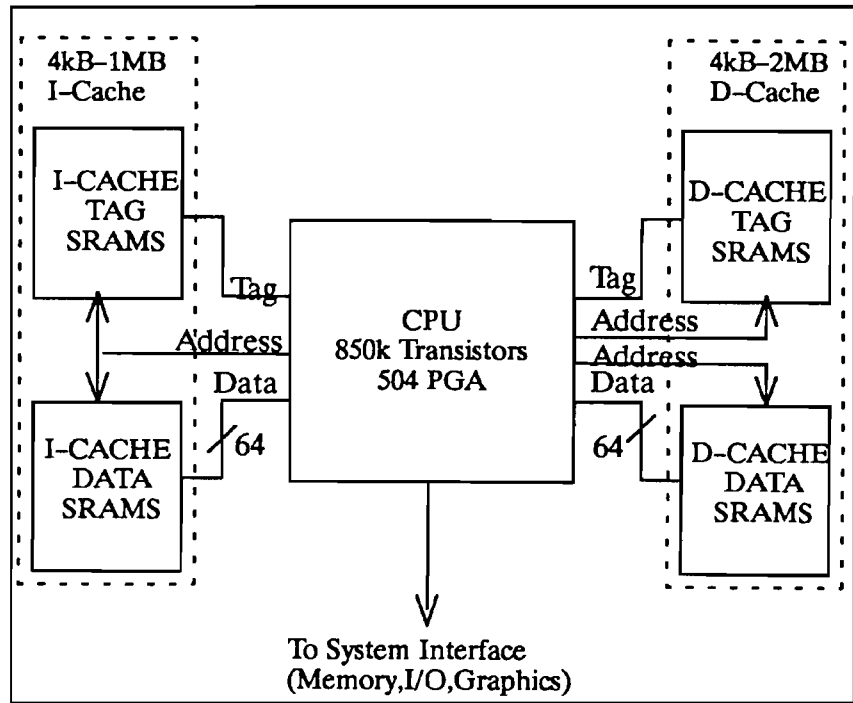 4kB–1MB
I–Cache
4kB–2MB
D–Cache
I–CACHE
TAG
SRAMS
D–CACHE
TAG
SRAMS
Tag
Address
Data
64
CPU
850k Transistors
504 PGA
Tag
Address
Address
Data
64
I–CACHE
DATA
SRAMS
D–CACHE
DATA
SRAMS
To System Interface
(Memory,I/O,Graphics)